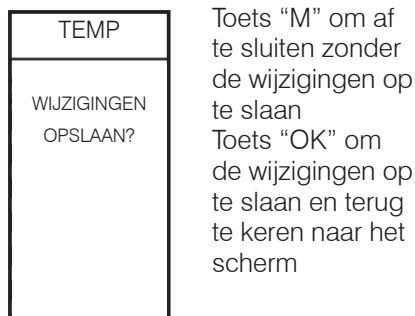 TEMP
WIJZIGINGEN
OPSLAAN?
Toets “M” om af
te sluiten zonder
de wijzigingen op
te slaan
Toets “OK” om
de wijzigingen op
te slaan en terug
te keren naar het
scherm